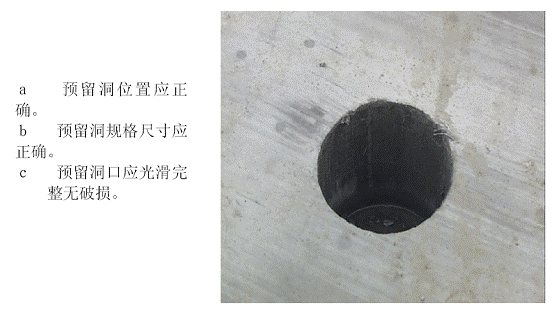 a 预留洞位置应正
确。
b 预留洞规格尺寸应
正确。
c 预留洞口应光滑完
整无破损。